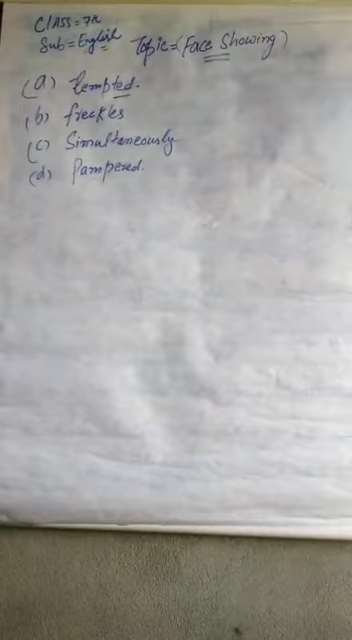 CLASS = 7th
Sub = English Topic = (Face Showing)
(a) tempted.
(b) freckles
(c) Simultaneously
(d) Pampered.